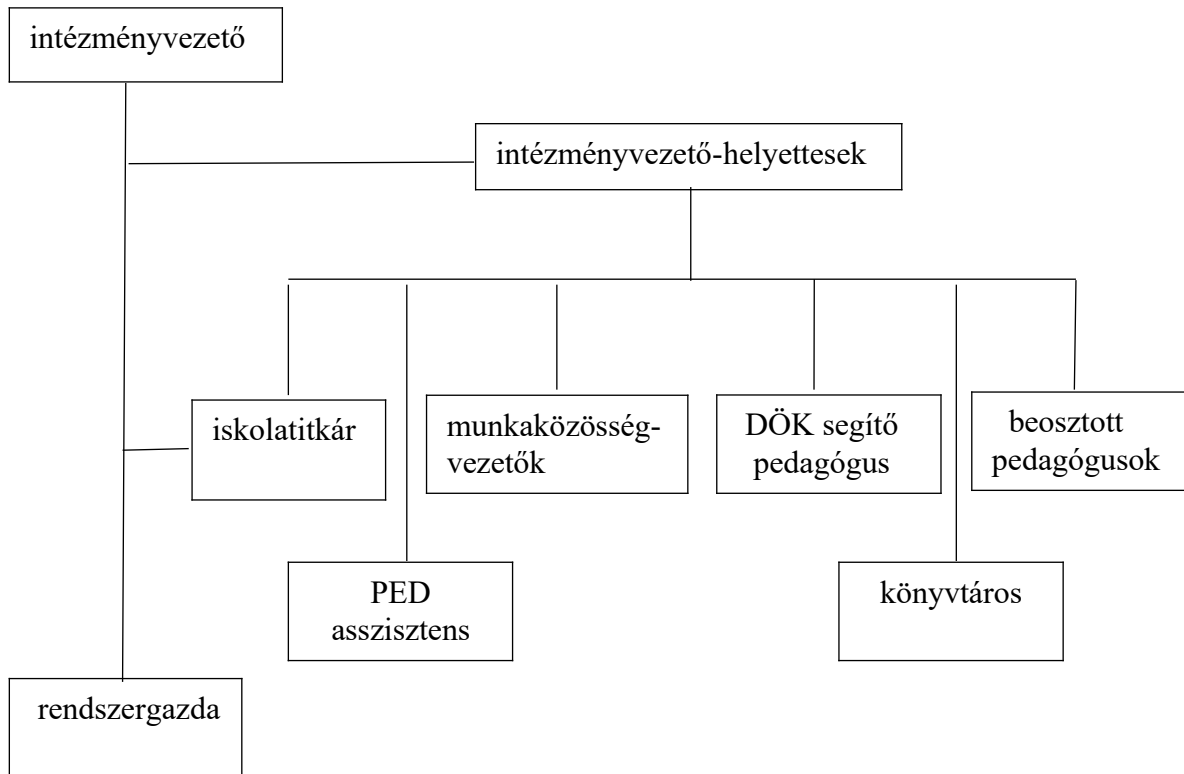 intézményvezető
intézményvezető-helyettesek
iskolatitkár
munkaközösség-
vezetők
DÖK segítő
pedagógus
beosztott
pedagógusok
PED
asszisztens
könyvtáros
rendszergazda